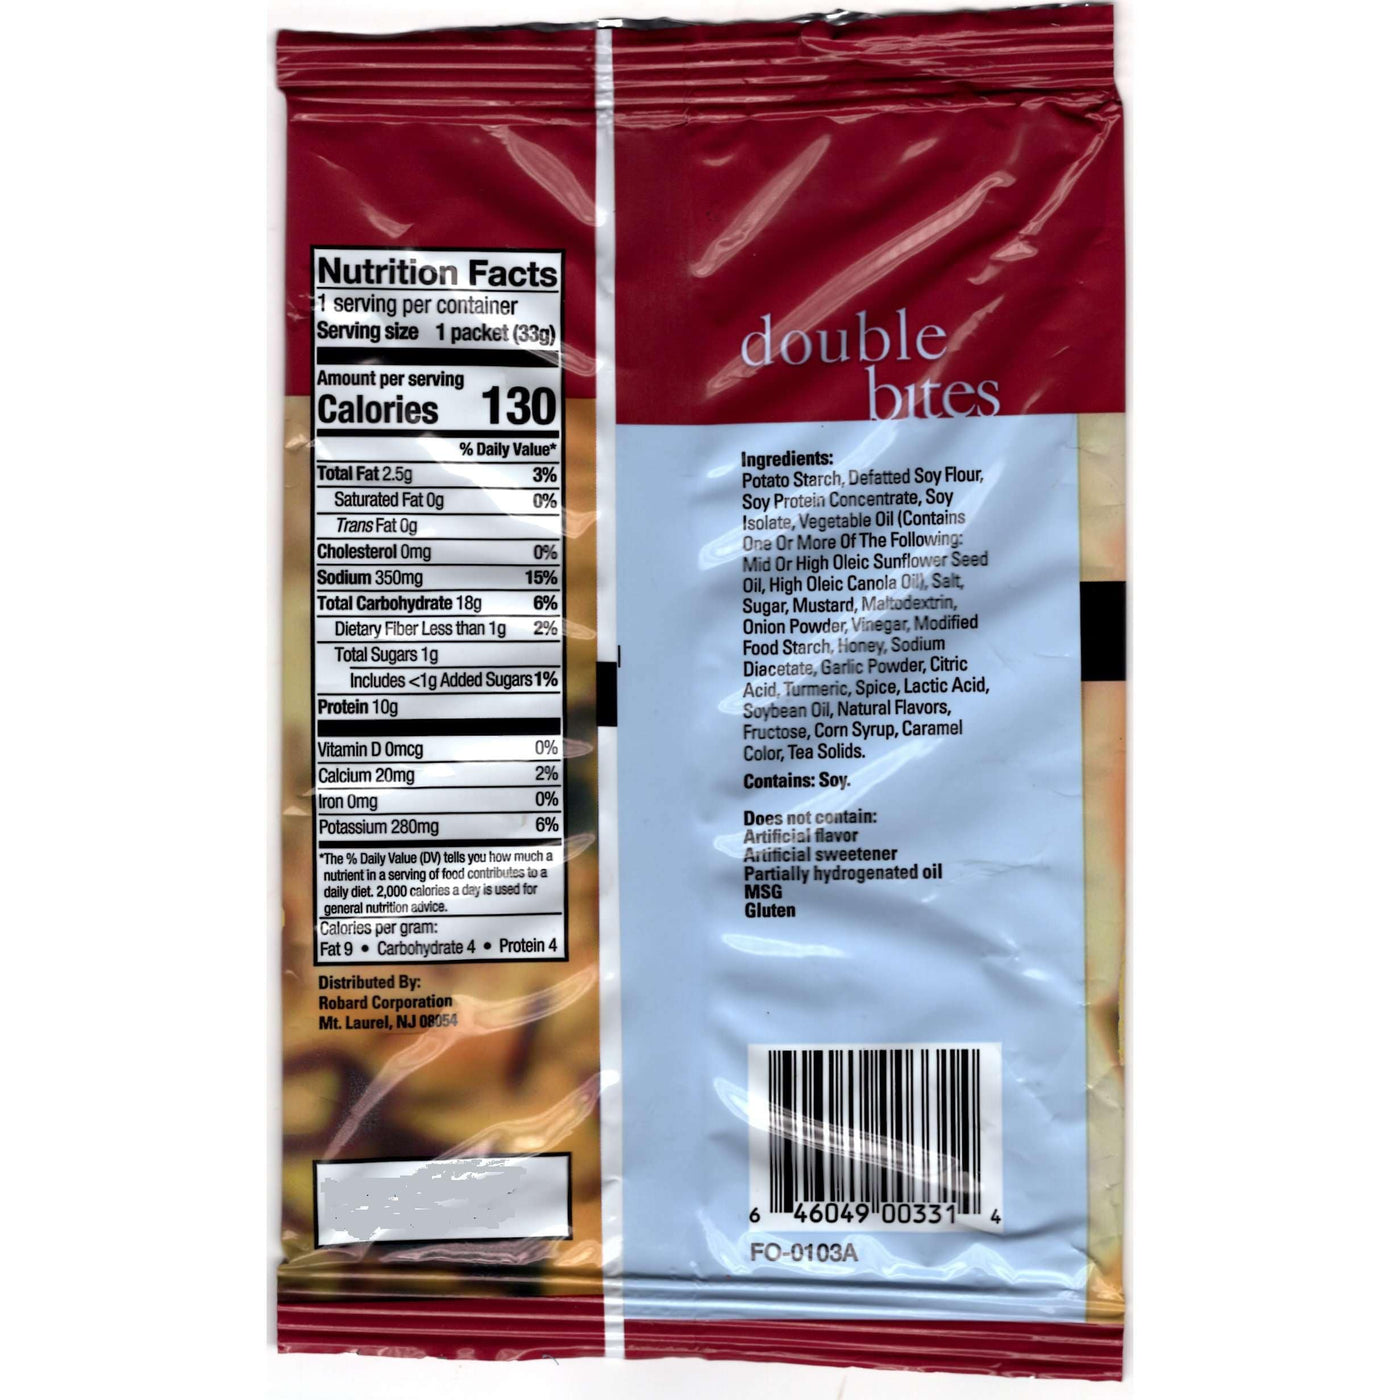 Nutrition Facts
1 serving per container
Serving size 1 packet (33g)
Amount per serving
Calories 130
% Daily Value*
Total Fat 2.5g 3%
Saturated Fat 0g 0%
Trans Fat 0g
Cholesterol 0mg 0%
Sodium 350mg 15%
Total Carbohydrate 18g 6%
Dietary Fiber Less than 1g 2%
Total Sugars 1g
Includes <1g Added Sugars 1%
Protein 10g
Vitamin D 0mcg 0%
Calcium 20mg 2%
Iron 0mg 0%
Potassium 280mg 6%
*The % Daily Value (DV) tells you how much a
nutrient in a serving of food contributes to a
daily diet. 2,000 calories a day is used for
general nutrition advice.
Calories per gram:
Fat 9 • Carbohydrate 4 • Protein 4
Distributed By:
Robard Corporation
Mt. Laurel, NJ 08054
double
bites
Ingredients:
Potato Starch, Defatted Soy Flour,
Soy Protein Concentrate, Soy
Isolate, Vegetable Oil (Contains
One Or More Of The Following:
Mid Or High Oleic Sunflower Seed
Oil, High Oleic Canola Oil), Salt,
Sugar, Mustard, Maltodextrin,
Onion Powder, Vinegar, Modified
Food Starch, Honey, Sodium
Diacetate, Garlic Powder, Citric
Acid, Turmeric, Spice, Lactic Acid,
Soybean Oil, Natural Flavors,
Fructose, Corn Syrup, Caramel
Color, Tea Solids.
Contains: Soy.
Does not contain:
Artificial flavor
Artificial sweetener
Partially hydrogenated oil
MSG
Gluten
6 46049 00331 4
FO-0103A